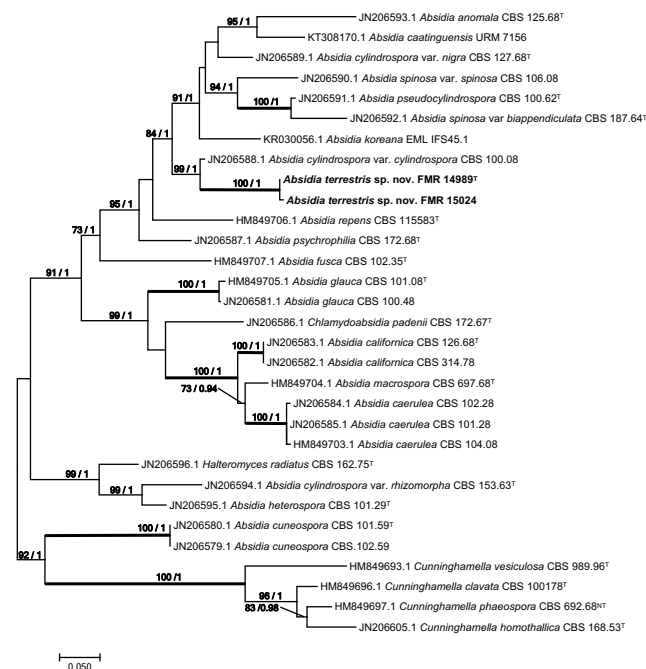 JN206593.1 Absidia anomala CBS 125.68T
95 / 1
KT308170.1 Absidia caatinguensis URM 7156
JN206589.1 Absidia cylindrospora var. nigra CBS 127.68T
JN206590.1 Absidia spinosa var. spinosa CBS 106.08
94 / 1
JN206591.1 Absidia pseudocylindrospora CBS 100.62T
91/ 1
100 / 1
JN206592.1 Absidia spinosa var biappendiculata CBS 187.64T
84 / 1
KR030056.1 Absidia koreana EML IFS45.1
JN206588.1 Absidia cylindrospora var. cylindrospora CBS 100.08
99 / 1
Absidia terrestris sp. nov. FMR 14989T
100 / 1
Absidia terrestris sp. nov. FMR 15024
95 / 1
HM849706.1 Absidia repens CBS 115583T
73 / 1
JN206587.1 Absidia psychrophilia CBS 172.68T
HM849707.1 Absidia fusca CBS 102.35T
91 / 1
HM849705.1 Absidia glauca CBS 101.08T
100 / 1
JN206581.1 Absidia glauca CBS 100.48
99 / 1
JN206586.1 Chlamydoabsidia padenii CBS 172.67T
JN206583.1 Absidia californica CBS 126.68T
100 / 1
JN206582.1 Absidia californica CBS 314.78
100 / 1
HM849704.1 Absidia macrospora CBS 697.68T
73 / 0.94
JN206584.1 Absidia caerulea CBS 102.28
100 / 1
JN206585.1 Absidia caerulea CBS 101.28
HM849703.1 Absidia caerulea CBS 104.08
JN206596.1 Halteromyces radiatus CBS 162.75T
99 / 1
JN206594.1 Absidia cylindrospora var. rhizomorpha CBS 153.63T
99 / 1
JN206595.1 Absidia heterospora CBS 101.29T
JN206580.1 Absidia cuneospora CBS 101.59T
100 / 1
JN206579.1 Absidia cuneospora CBS.102.59
92 / 1
HM849693.1 Cunninghamella vesiculosa CBS 989.96T
100 /1
HM849696.1 Cunninghamella clavata CBS 100178T
96 / 1
HM849697.1 Cunninghamella phaeospora CBS 692.68NT
83 /0.98
JN206605.1 Cunninghamella homothallica CBS 168.53T
0.050